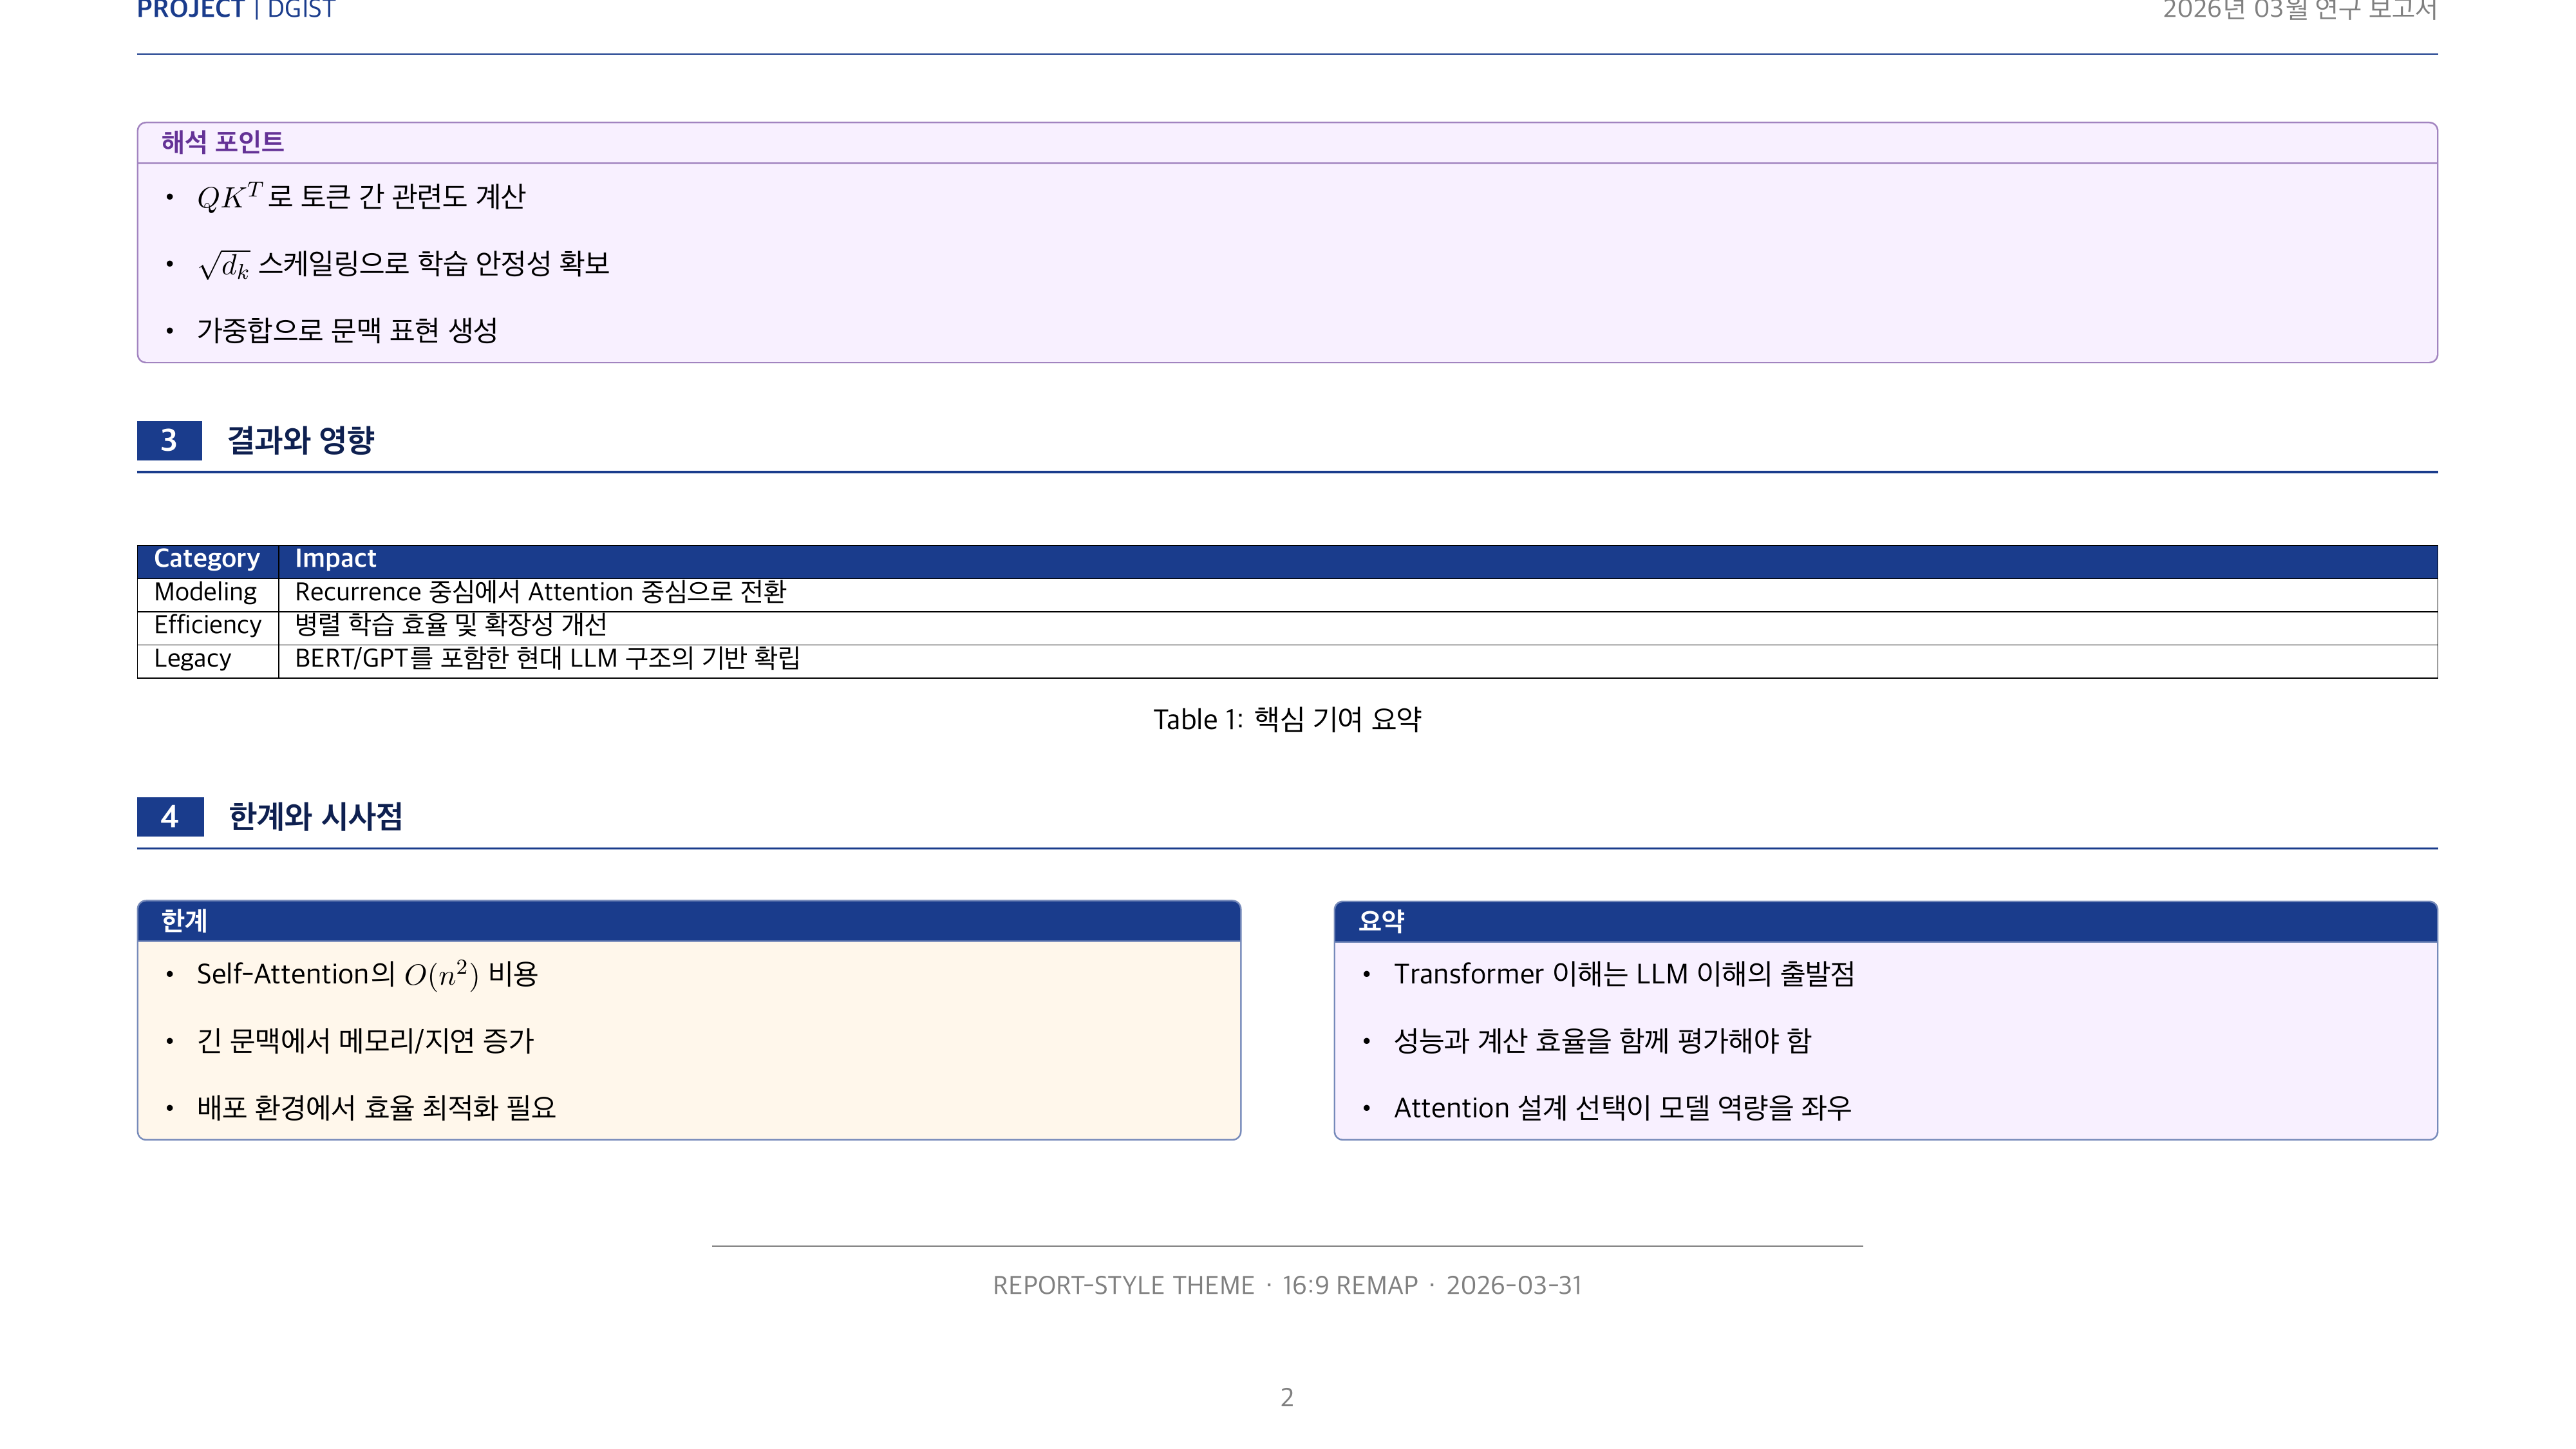 PROJECT | DGIST
2026년 03월 연구 보고서
해석 포인트
• $QK^T$로 토큰 간 관련도 계산
• $\sqrt{d_k}$ 스케일링으로 학습 안정성 확보
• 가중합으로 문맥 표현 생성
3 결과와 영향
Category Impact
Modeling Recurrence 중심에서 Attention 중심으로 전환
Efficiency 병렬 학습 효율 및 확장성 개선
Legacy BERT/GPT를 포함한 현대 LLM 구조의 기반 확립
Table 1: 핵심 기여 요약
4 한계와 시사점
한계
• Self-Attention의 $O(n^2)$ 비용
• 긴 문맥에서 메모리/지연 증가
• 배포 환경에서 효율 최적화 필요
요약
• Transformer 이해는 LLM 이해의 출발점
• 성능과 계산 효율을 함께 평가해야 함
• Attention 설계 선택이 모델 역량을 좌우
REPORT-STYLE THEME · 16:9 REMAP · 2026-03-31
2